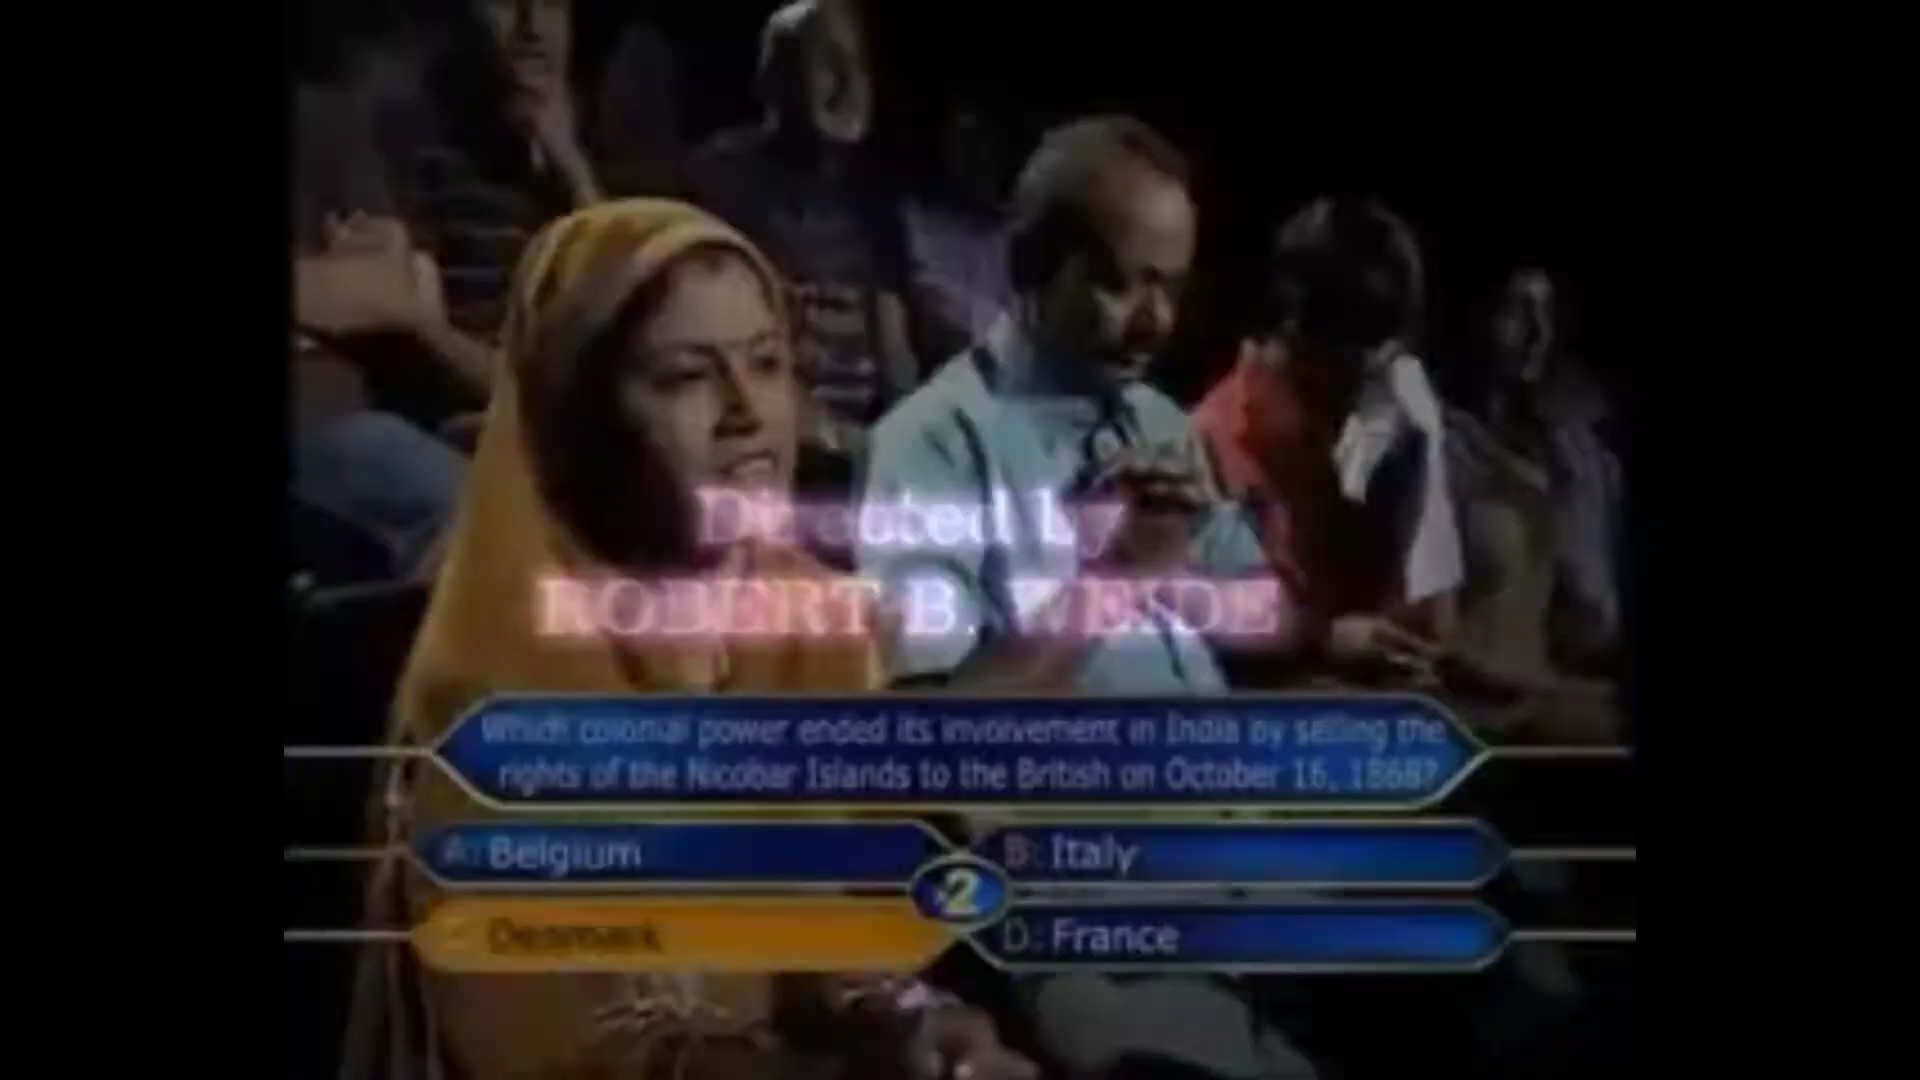 Directed by
ROBERT B. WEIDE
Which colonial power ended its involvement in India by selling the
rights of the Nicobar Islands to the British on October 16, 1868?
A: Belgium
B: Italy
2
C: Denmark
D: France